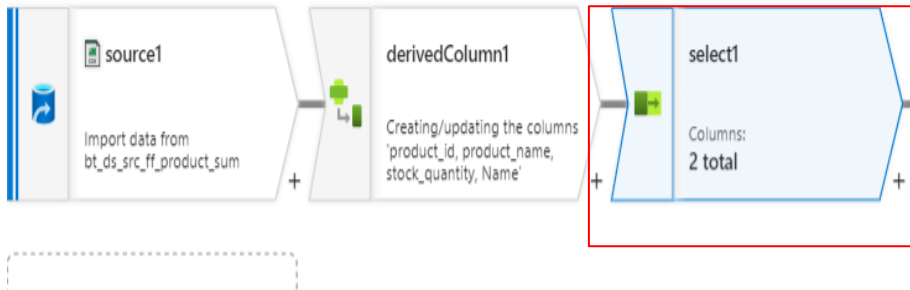 source1
Import data from
bt_ds_src_ff_product_sum
+
derivedColumn1
Creating/updating the columns
'product_id, product_name,
stock_quantity, Name'
+
select1
Columns:
2 total
+